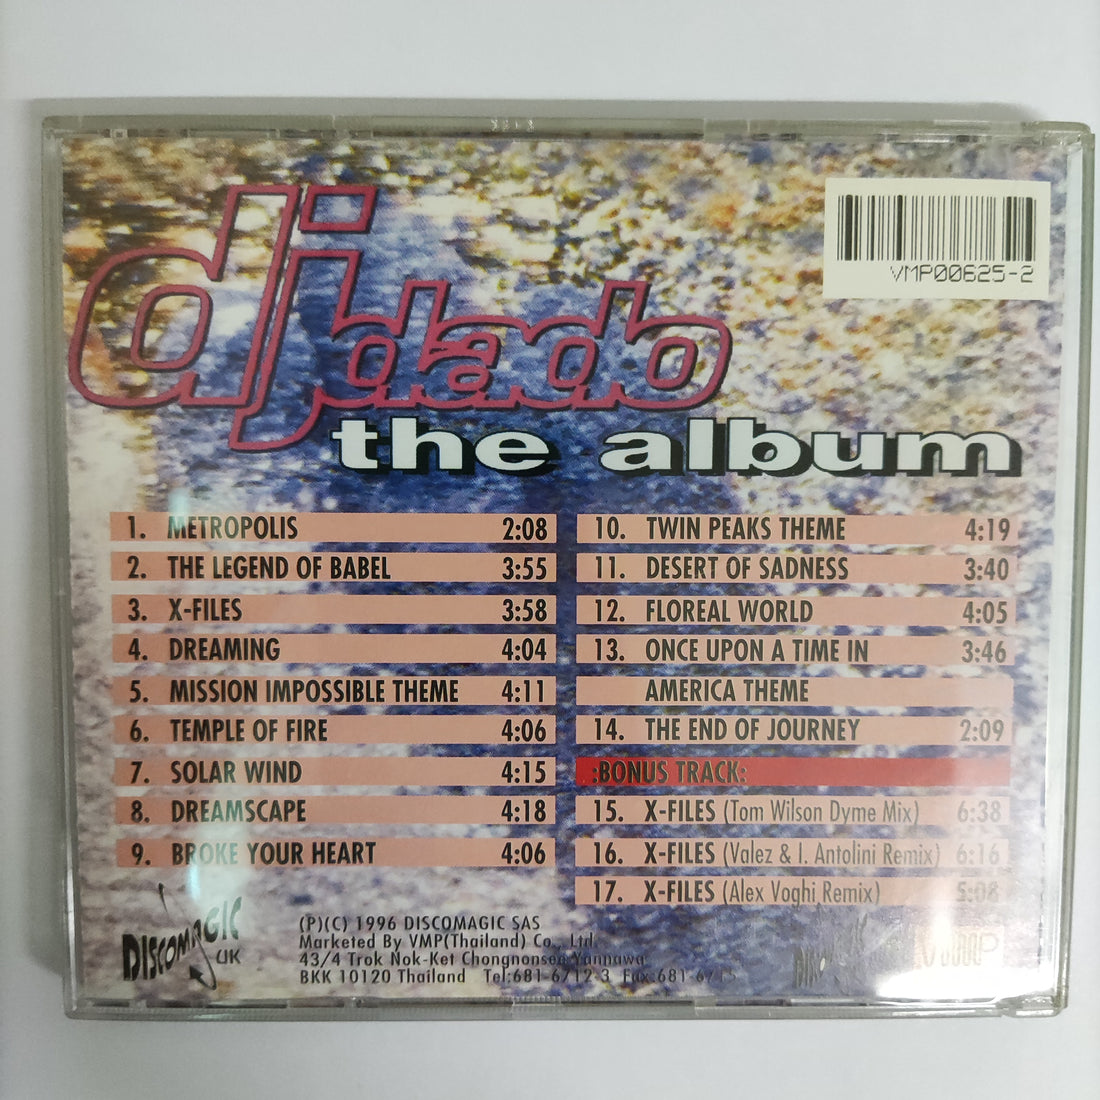 VMP00625-2
dj dado
the album
1. METROPOLIS 2:08
2. THE LEGEND OF BABEL 3:55
3. X-FILES 3:58
4. DREAMING 4:04
5. MISSION IMPOSSIBLE THEME 4:11
6. TEMPLE OF FIRE 4:06
7. SOLAR WIND 4:15
8. DREAMSCAPE 4:18
9. BROKE YOUR HEART 4:06
10. TWIN PEAKS THEME 4:19
11. DESERT OF SADNESS 3:40
12. FLOREAL WORLD 4:05
13. ONCE UPON A TIME IN 3:46
AMERICA THEME
14. THE END OF JOURNEY 2:09
:BONUS TRACK:
15. X-FILES (Tom Wilson Dyme Mix) 6:38
16. X-FILES (Valez & I. Antolini Remix) 6:16
17. X-FILES (Alex Voghi Remix) 5:08
DISCOMAGIC UK
(P)(C) 1996 DISCOMAGIC SAS
Marketed By VMP(Thailand) Co., Ltd.
43/4 Trok Nok-Ket Chongnonsee Yannawa
BKK 10120 Thailand Tel:681-6712-3 Fax: